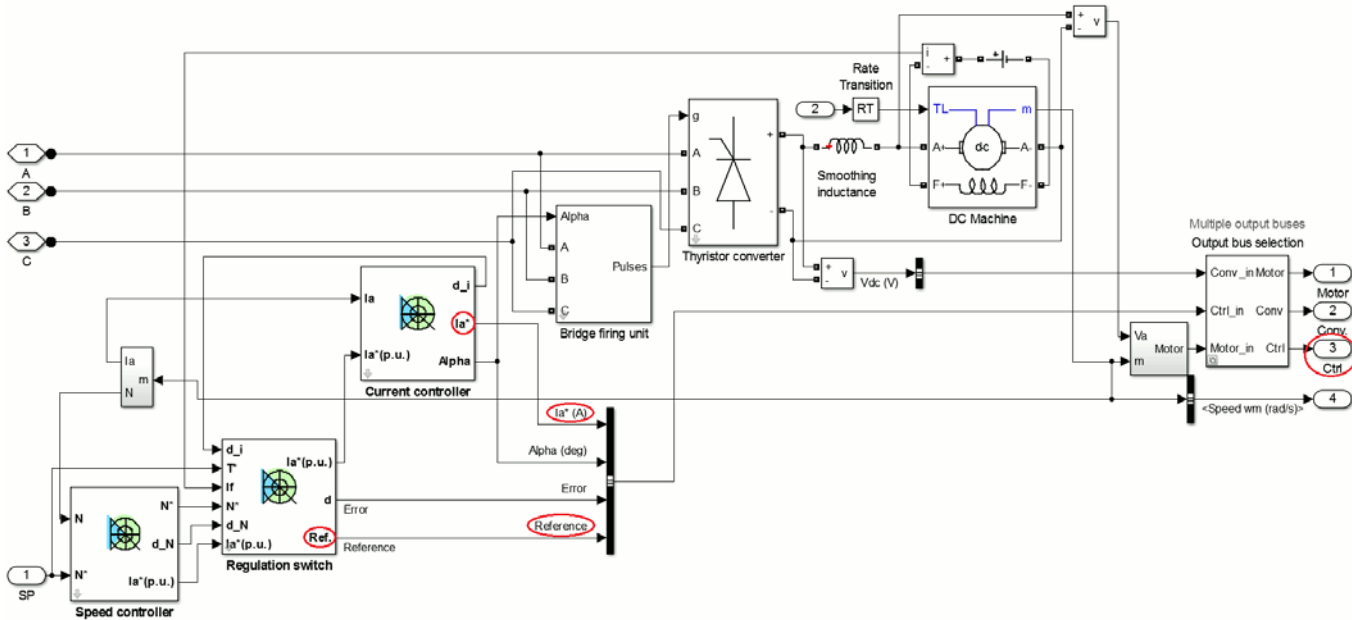 +
-
v
i
-
+
+
Rate
Transition
2
RT
TL
m
A+
dc
A-
F+
F-
DC Machine
g
A
B
C
+
-
Thyristor converter
Smoothing
inductance
1
A
2
B
3
C
Alpha
A
B
C
Pulses
Bridge firing unit
+
-
v
Vdc (V)
Multiple output buses
Output bus selection
Conv_in
Motor
Ctrl_in
Conv
Motor_in
Ctrl
1
Motor
2
Conv.
3
Ctrl
4
Va
m
Motor
<Speed wm (rad/s)>
Ia
d_i
Ia*
Ia*(p.u.)
Alpha
Current controller
Ia
m
N
Ia* (A)
Alpha (deg)
Error
Reference
d_i
T*
If
N*
d_N
Ia*(p.u.)
Ia*(p.u.)
d
Ref.
Regulation switch
Error
Reference
N
N*
N*
d_N
Ia*(p.u.)
Speed controller
1
SP